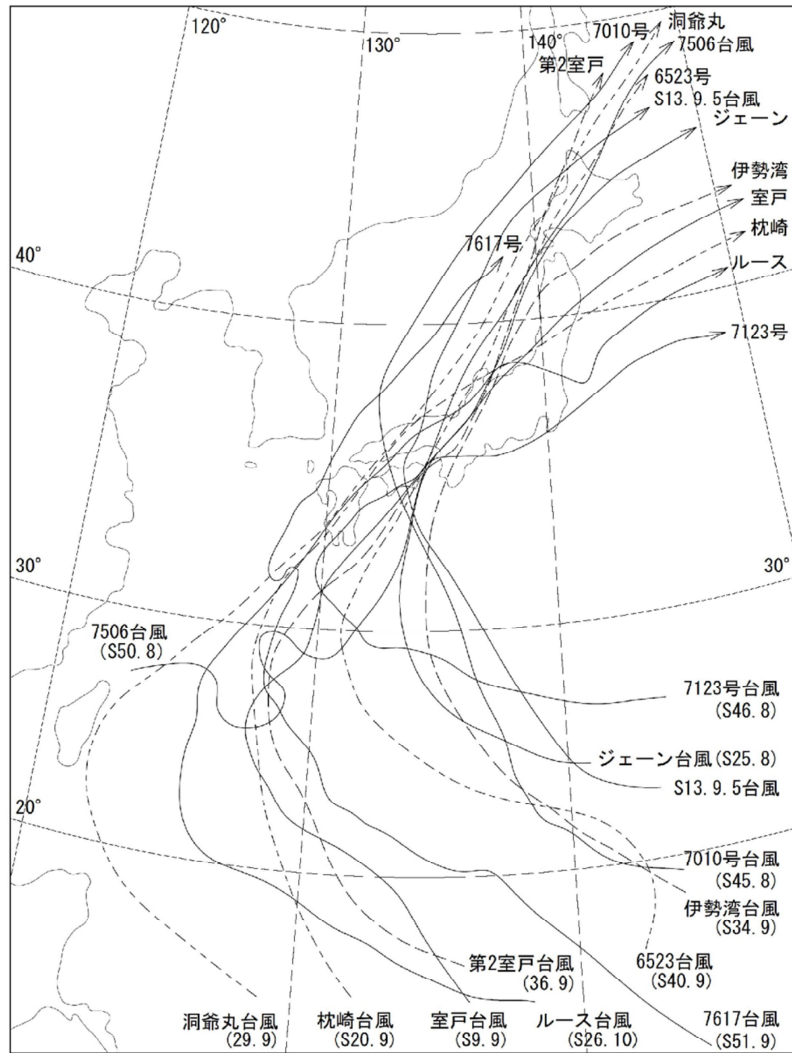 120°
130°
140°
7010号
洞爺丸
7506台風
第2室戸
6523号
S13.9.5台風
ジェーン
伊勢湾
室戸
枕崎
ルース
7123号
7617号
40°
30°
30°
20°
7506台風
(S50.8)
7123号台風
(S46.8)
ジェーン台風(S25.8)
S13.9.5台風
7010号台風
(S45.8)
伊勢湾台風
(S34.9)
6523台風
(S40.9)
7617台風
(S51.9)
第2室戸台風
(36.9)
洞爺丸台風
(29.9)
枕崎台風
(S20.9)
室戸台風
(S9.9)
ルース台風
(S26.10)